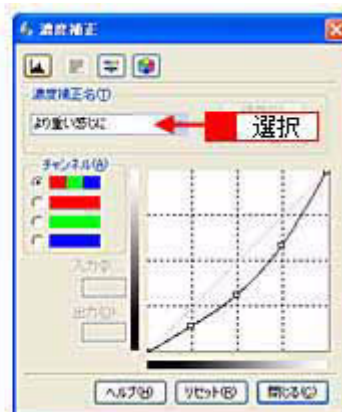 濃度補正
濃度補正名(T)
より重い感じに
選択
チャンネル(A)
入力(I)
出力(O)
ヘルプ(H) リセット(R) 閉じる(C)